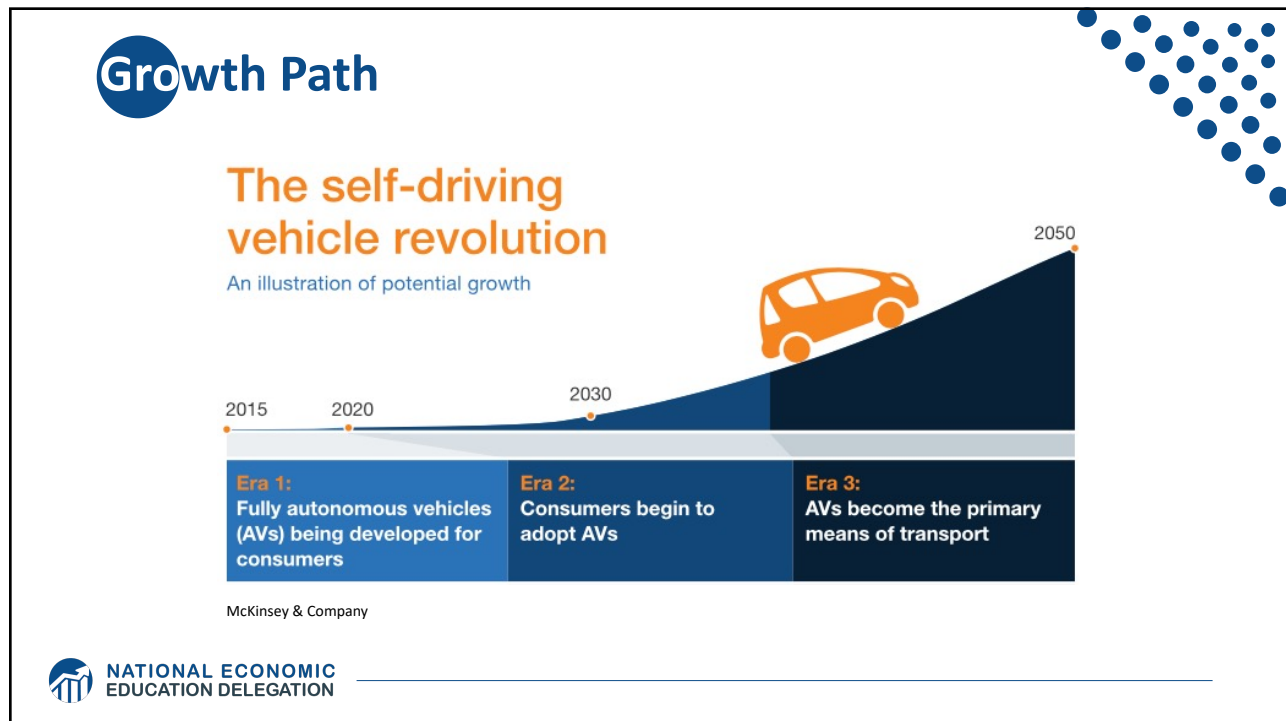 Growth Path
The self-driving
vehicle revolution
An illustration of potential growth
2015
2020
2030
2050
Era 1:
Fully autonomous vehicles
(AVs) being developed for
consumers
Era 2:
Consumers begin to
adopt AVs
Era 3:
AVs become the primary
means of transport
McKinsey & Company
NATIONAL ECONOMIC
EDUCATION DELEGATION